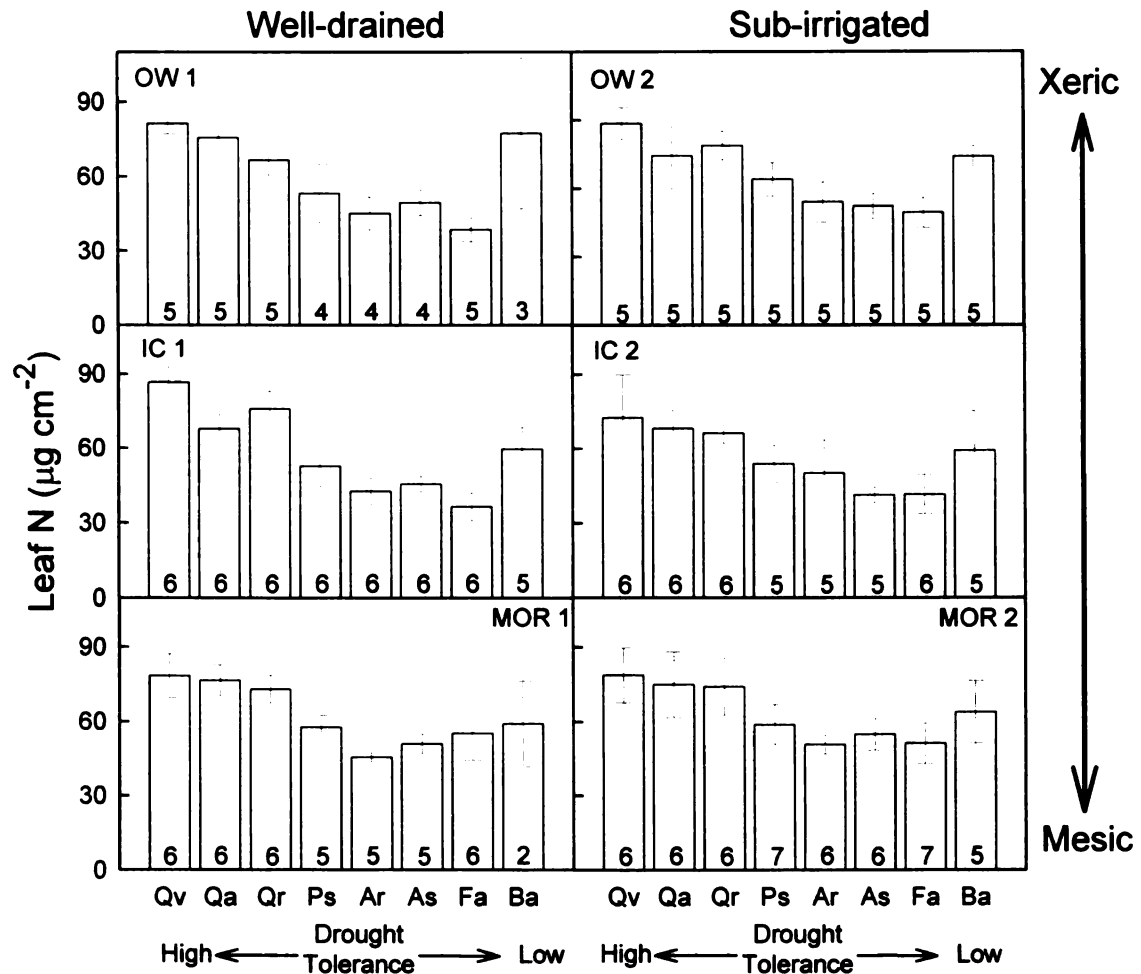 Well-drained Sub-irrigated
OW 1 OW 2 Xeric
90
60
30
0
5 5 5 4 4 4 5 3 5 5 5 5 5 5 5 5
IC 1 IC 2
90
60
30
0
6 6 6 6 6 6 6 5 6 6 6 5 5 5 6 5
Leaf N (µg cm⁻²)
MOR 1 MOR 2
90
60
30
0
6 6 6 5 5 5 6 2 6 6 6 7 6 6 7 5
Mesic
Qv Qa Qr Ps Ar As Fa Ba Qv Qa Qr Ps Ar As Fa Ba
High Drought Tolerance Low High Drought Tolerance Low